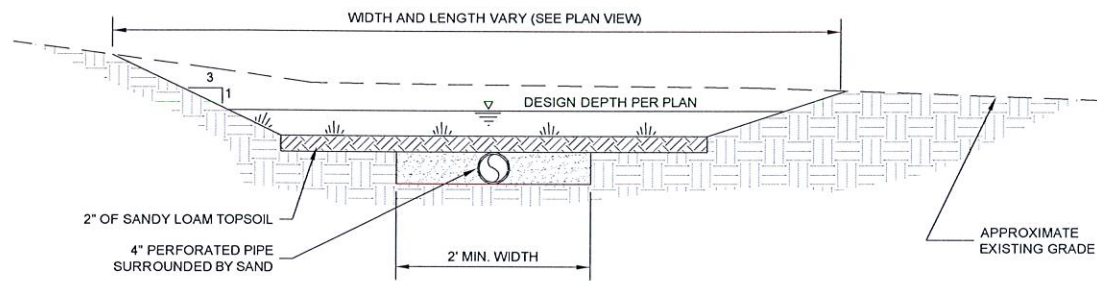 WIDTH AND LENGTH VARY (SEE PLAN VIEW)
3
1
DESIGN DEPTH PER PLAN
2" OF SANDY LOAM TOPSOIL
4" PERFORATED PIPE
SURROUNDED BY SAND
2' MIN. WIDTH
APPROXIMATE
EXISTING GRADE